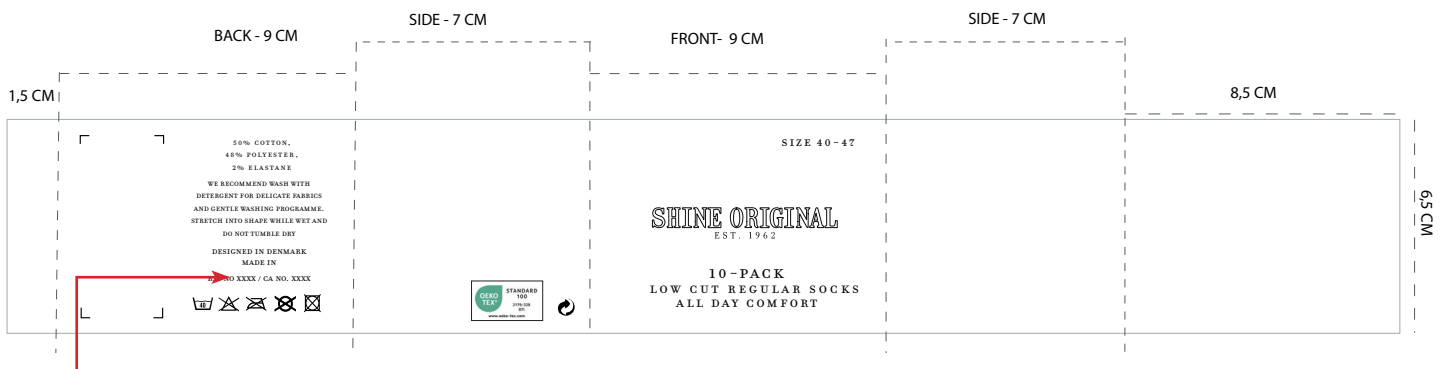 BACK - 9 CM
SIDE - 7 CM
FRONT- 9 CM
SIDE - 7 CM
1,5 CM
8,5 CM
6,5 CM
50% COTTON,
48% POLYESTER,
2% ELASTANE
WE RECOMMEND WASH WITH
DETERGENT FOR DELICATE FABRICS
AND GENTLE WASHING PROGRAMME.
STRETCH INTO SHAPE WHILE WET AND
DO NOT TUMBLE DRY
DESIGNED IN DENMARK
MADE IN
NO XXXX / CA NO. XXXX
40
OEKO
TEX®
STANDARD
100
www.oeko-tex.com
SIZE 40-47
SHINE ORIGINAL
EST. 1962
10-PACK
LOW CUT REGULAR SOCKS
ALL DAY COMFORT